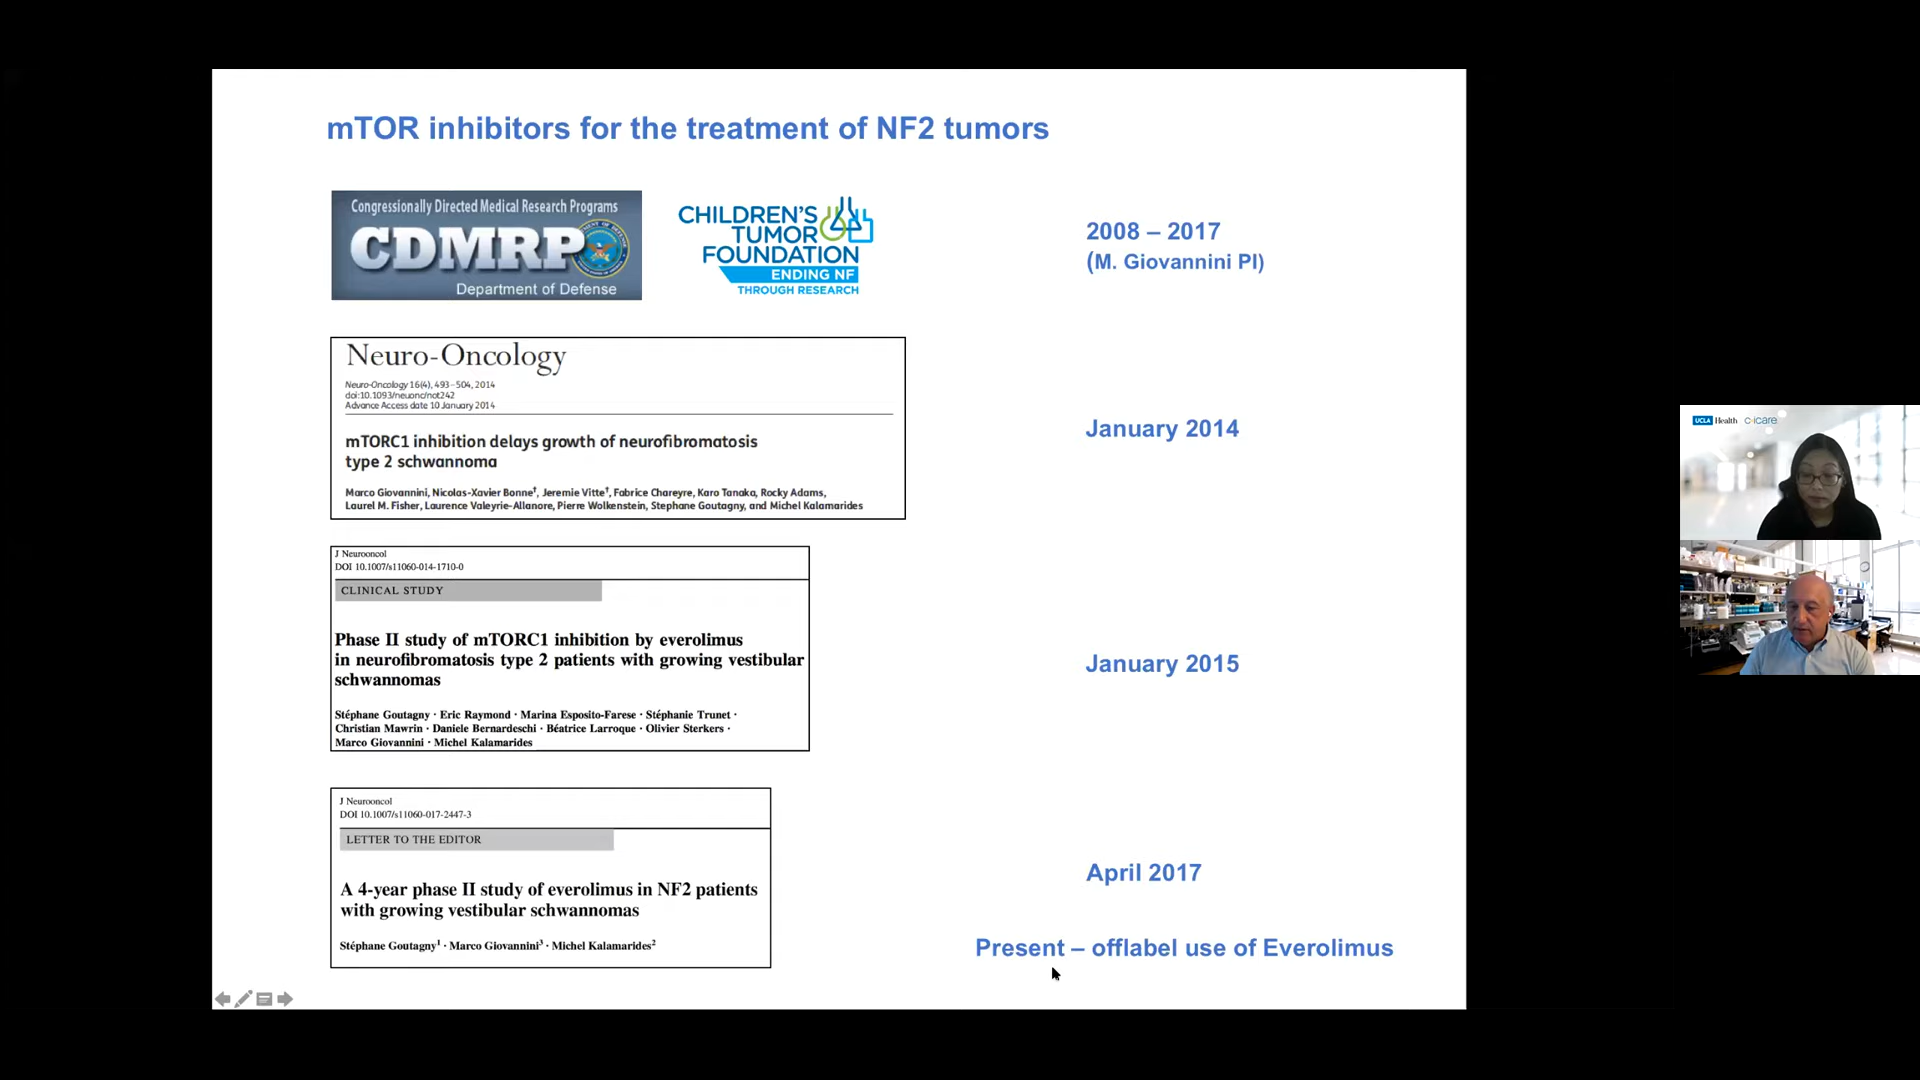 mTOR inhibitors for the treatment of NF2 tumors
Congressionally Directed Medical Research Programs
CDMRP
Department of Defense
CHILDREN'S
TUMOR
FOUNDATION
ENDING NF
THROUGH RESEARCH
2008 – 2017
(M. Giovannini PI)
Neuro-Oncology
Neuro-Oncology 16(4), 493–504, 2014
doi:10.1093/neuonc/not242
Advance Access date 10 January 2014
mTORC1 inhibition delays growth of neurofibromatosis
type 2 schwannoma
Marco Giovannini, Nicolas-Xavier Bonne†, Jeremie Vitte†, Fabrice Chareyre, Karo Tanaka, Rocky Adams,
Laurel M. Fisher, Laurence Valeyrie-Allanore, Pierre Wolkenstein, Stephane Goutagny, and Michel Kalamarides
January 2014
J Neurooncol
DOI 10.1007/s11060-014-1710-0
CLINICAL STUDY
Phase II study of mTORC1 inhibition by everolimus
in neurofibromatosis type 2 patients with growing vestibular
schwannomas
Stéphane Goutagny · Eric Raymond · Marina Esposito-Farese · Stéphanie Trunet ·
Christian Mawrin · Daniele Bernardeschi · Béatrice Larroque · Olivier Sterkers ·
Marco Giovannini · Michel Kalamarides
January 2015
J Neurooncol
DOI 10.1007/s11060-017-2447-3
LETTER TO THE EDITOR
A 4-year phase II study of everolimus in NF2 patients
with growing vestibular schwannomas
Stéphane Goutagny1 · Marco Giovannini3 · Michel Kalamarides2
April 2017
Present – offlabel use of Everolimus
UCLA Health c·icare